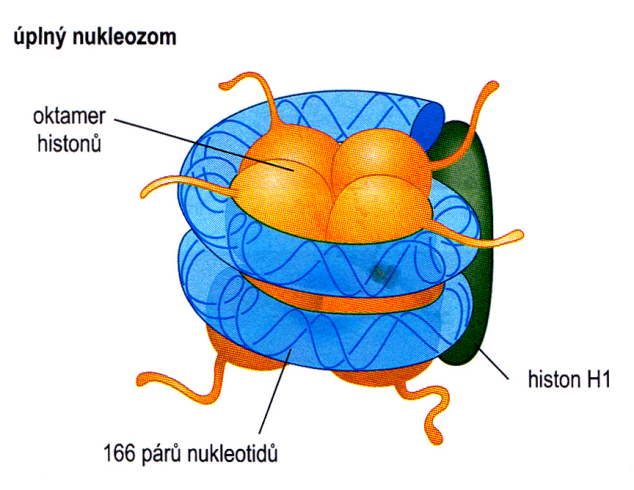 úplný nukleozom
oktamer
histonů
histon H1
166 párů nukleotidů